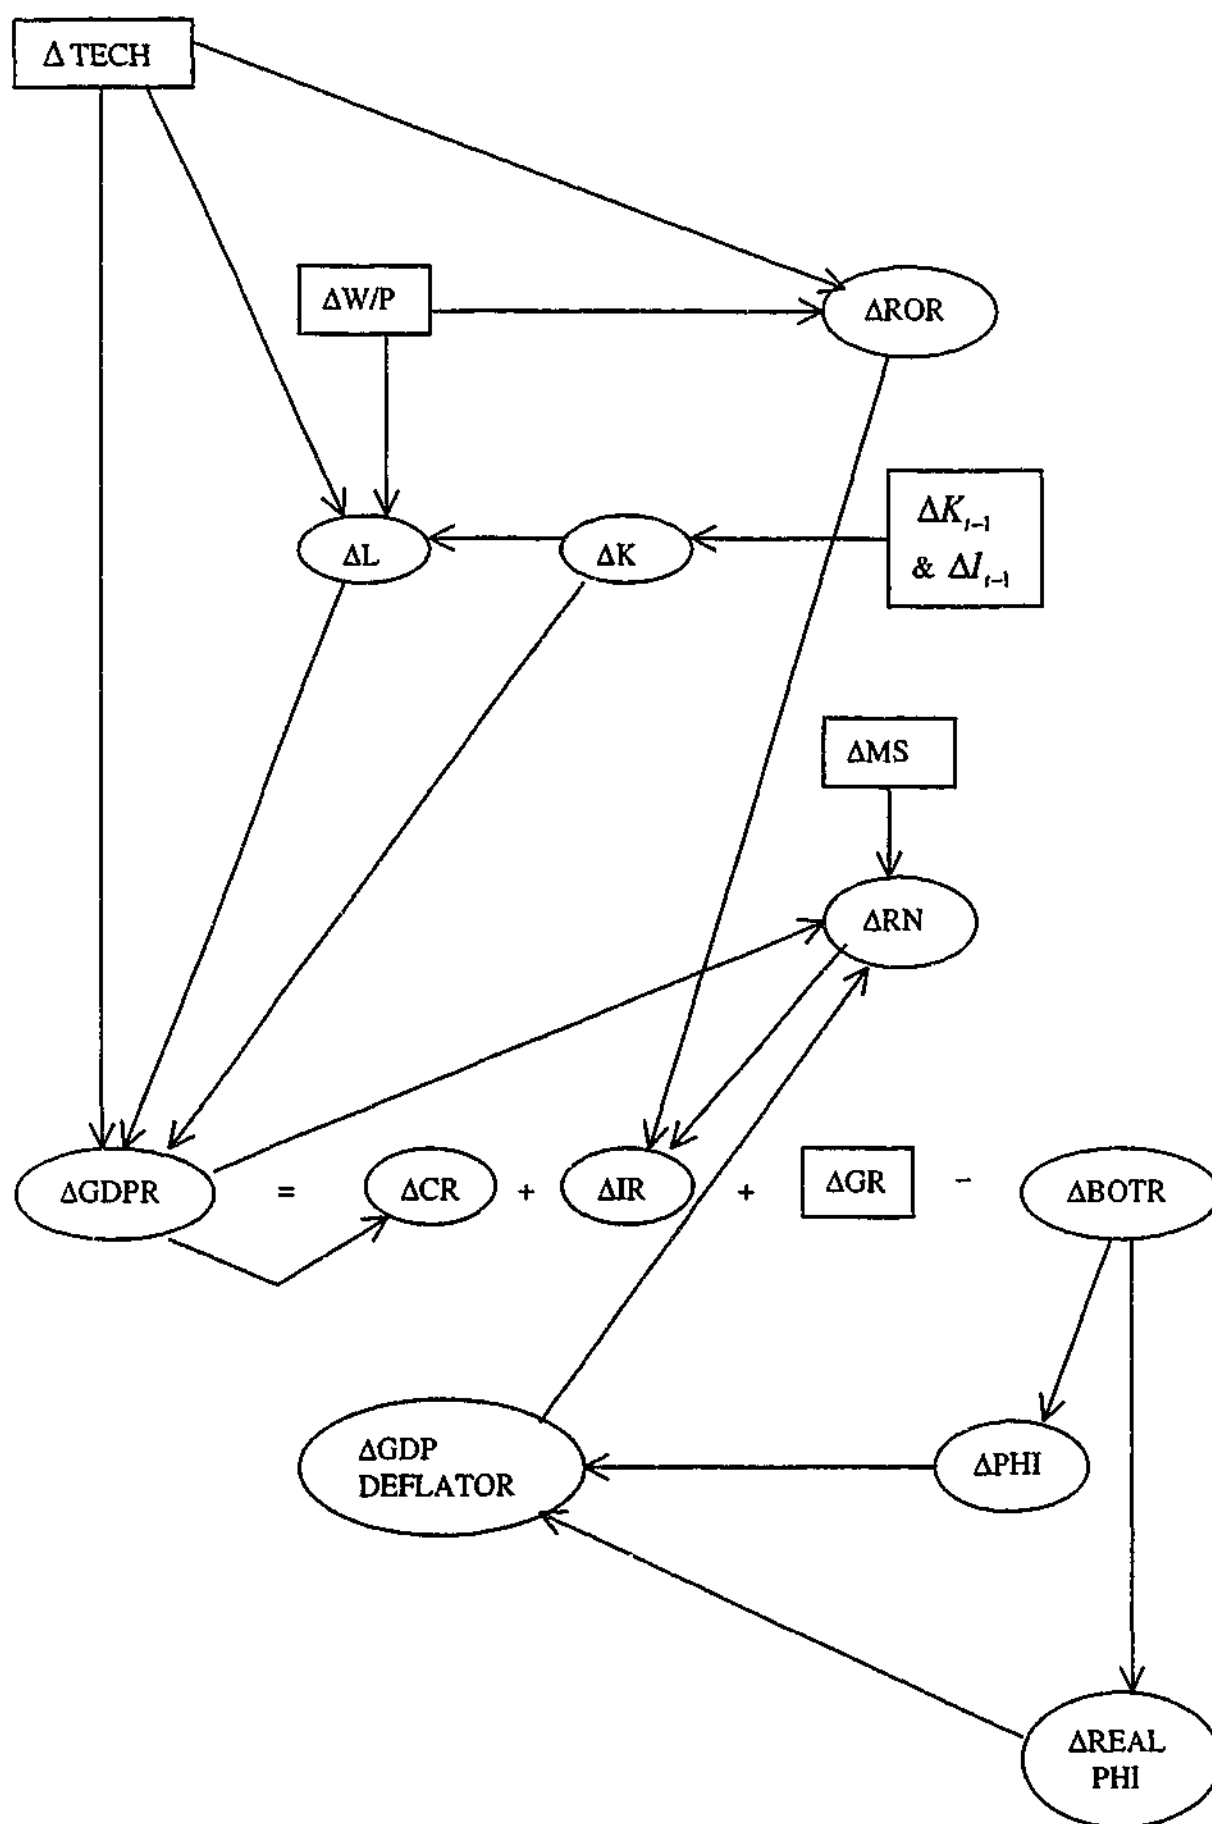 Δ TECH
ΔW/P
ΔROR
ΔL
ΔK
ΔK_{t-1}
& ΔI_{t-1}
ΔMS
ΔRN
ΔGDPR = ΔCR + ΔIR + ΔGR - ΔBOTR
ΔGDP
DEFLATOR
ΔPHI
ΔREAL
PHI